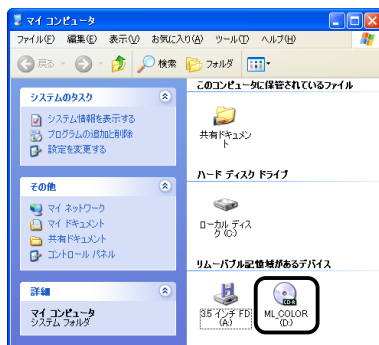 マイ コンピュータ
ファイル(F) 編集(E) 表示(V) お気に入り(A) ツール(T) ヘルプ(H)
戻る 検索 フォルダ
システムのタスク
システム情報を表示する
プログラムの追加と削除
設定を変更する
その他
マイ ネットワーク
マイ ドキュメント
共有ドキュメント
コントロール パネル
詳細
マイ コンピュータ
システム フォルダ
このコンピュータに保管されているファイル
共有ドキュメン
ト
ハード ディスク ドライブ
ローカル ディス
ク (C:)
リムーバブル記憶域があるデバイス
3.5 インチ FD
(A:)
CD-R
ML_COLOR
(D:)